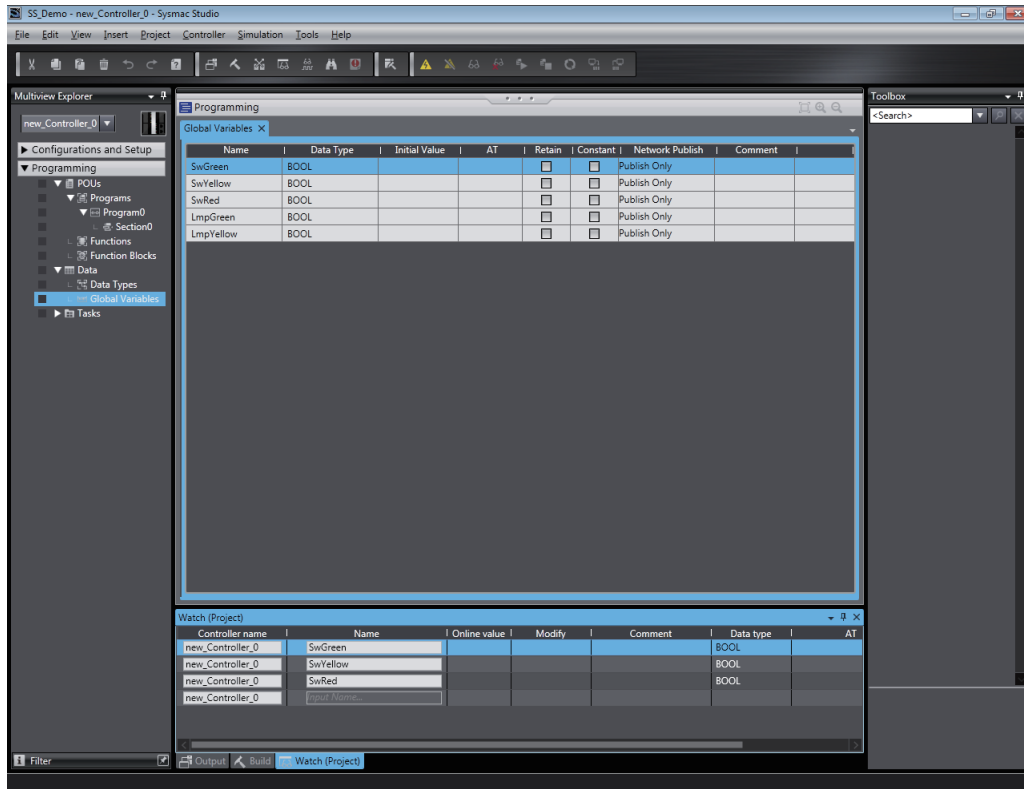 SS_Demo - new_Controller_0 - Sysmac Studio
File Edit View Insert Project Controller Simulation Tools Help
Multiview Explorer
new_Controller_0
Configurations and Setup
Programming
POUs
Programs
Program0
Section0
Functions
Function Blocks
Data
Data Types
Global Variables
Tasks
Filter
Programming
Global Variables
Name Data Type Initial Value AT Retain Constant Network Publish Comment
SwGreen BOOL Publish Only
SwYellow BOOL Publish Only
SwRed BOOL Publish Only
LmpGreen BOOL Publish Only
LmpYellow BOOL Publish Only
Watch (Project)
Controller name Name Online value Modify Comment Data type AT
new_Controller_0 SwGreen BOOL
new_Controller_0 SwYellow BOOL
new_Controller_0 SwRed BOOL
new_Controller_0 Input Name...
Output Build Watch (Project)
Toolbox
<Search>